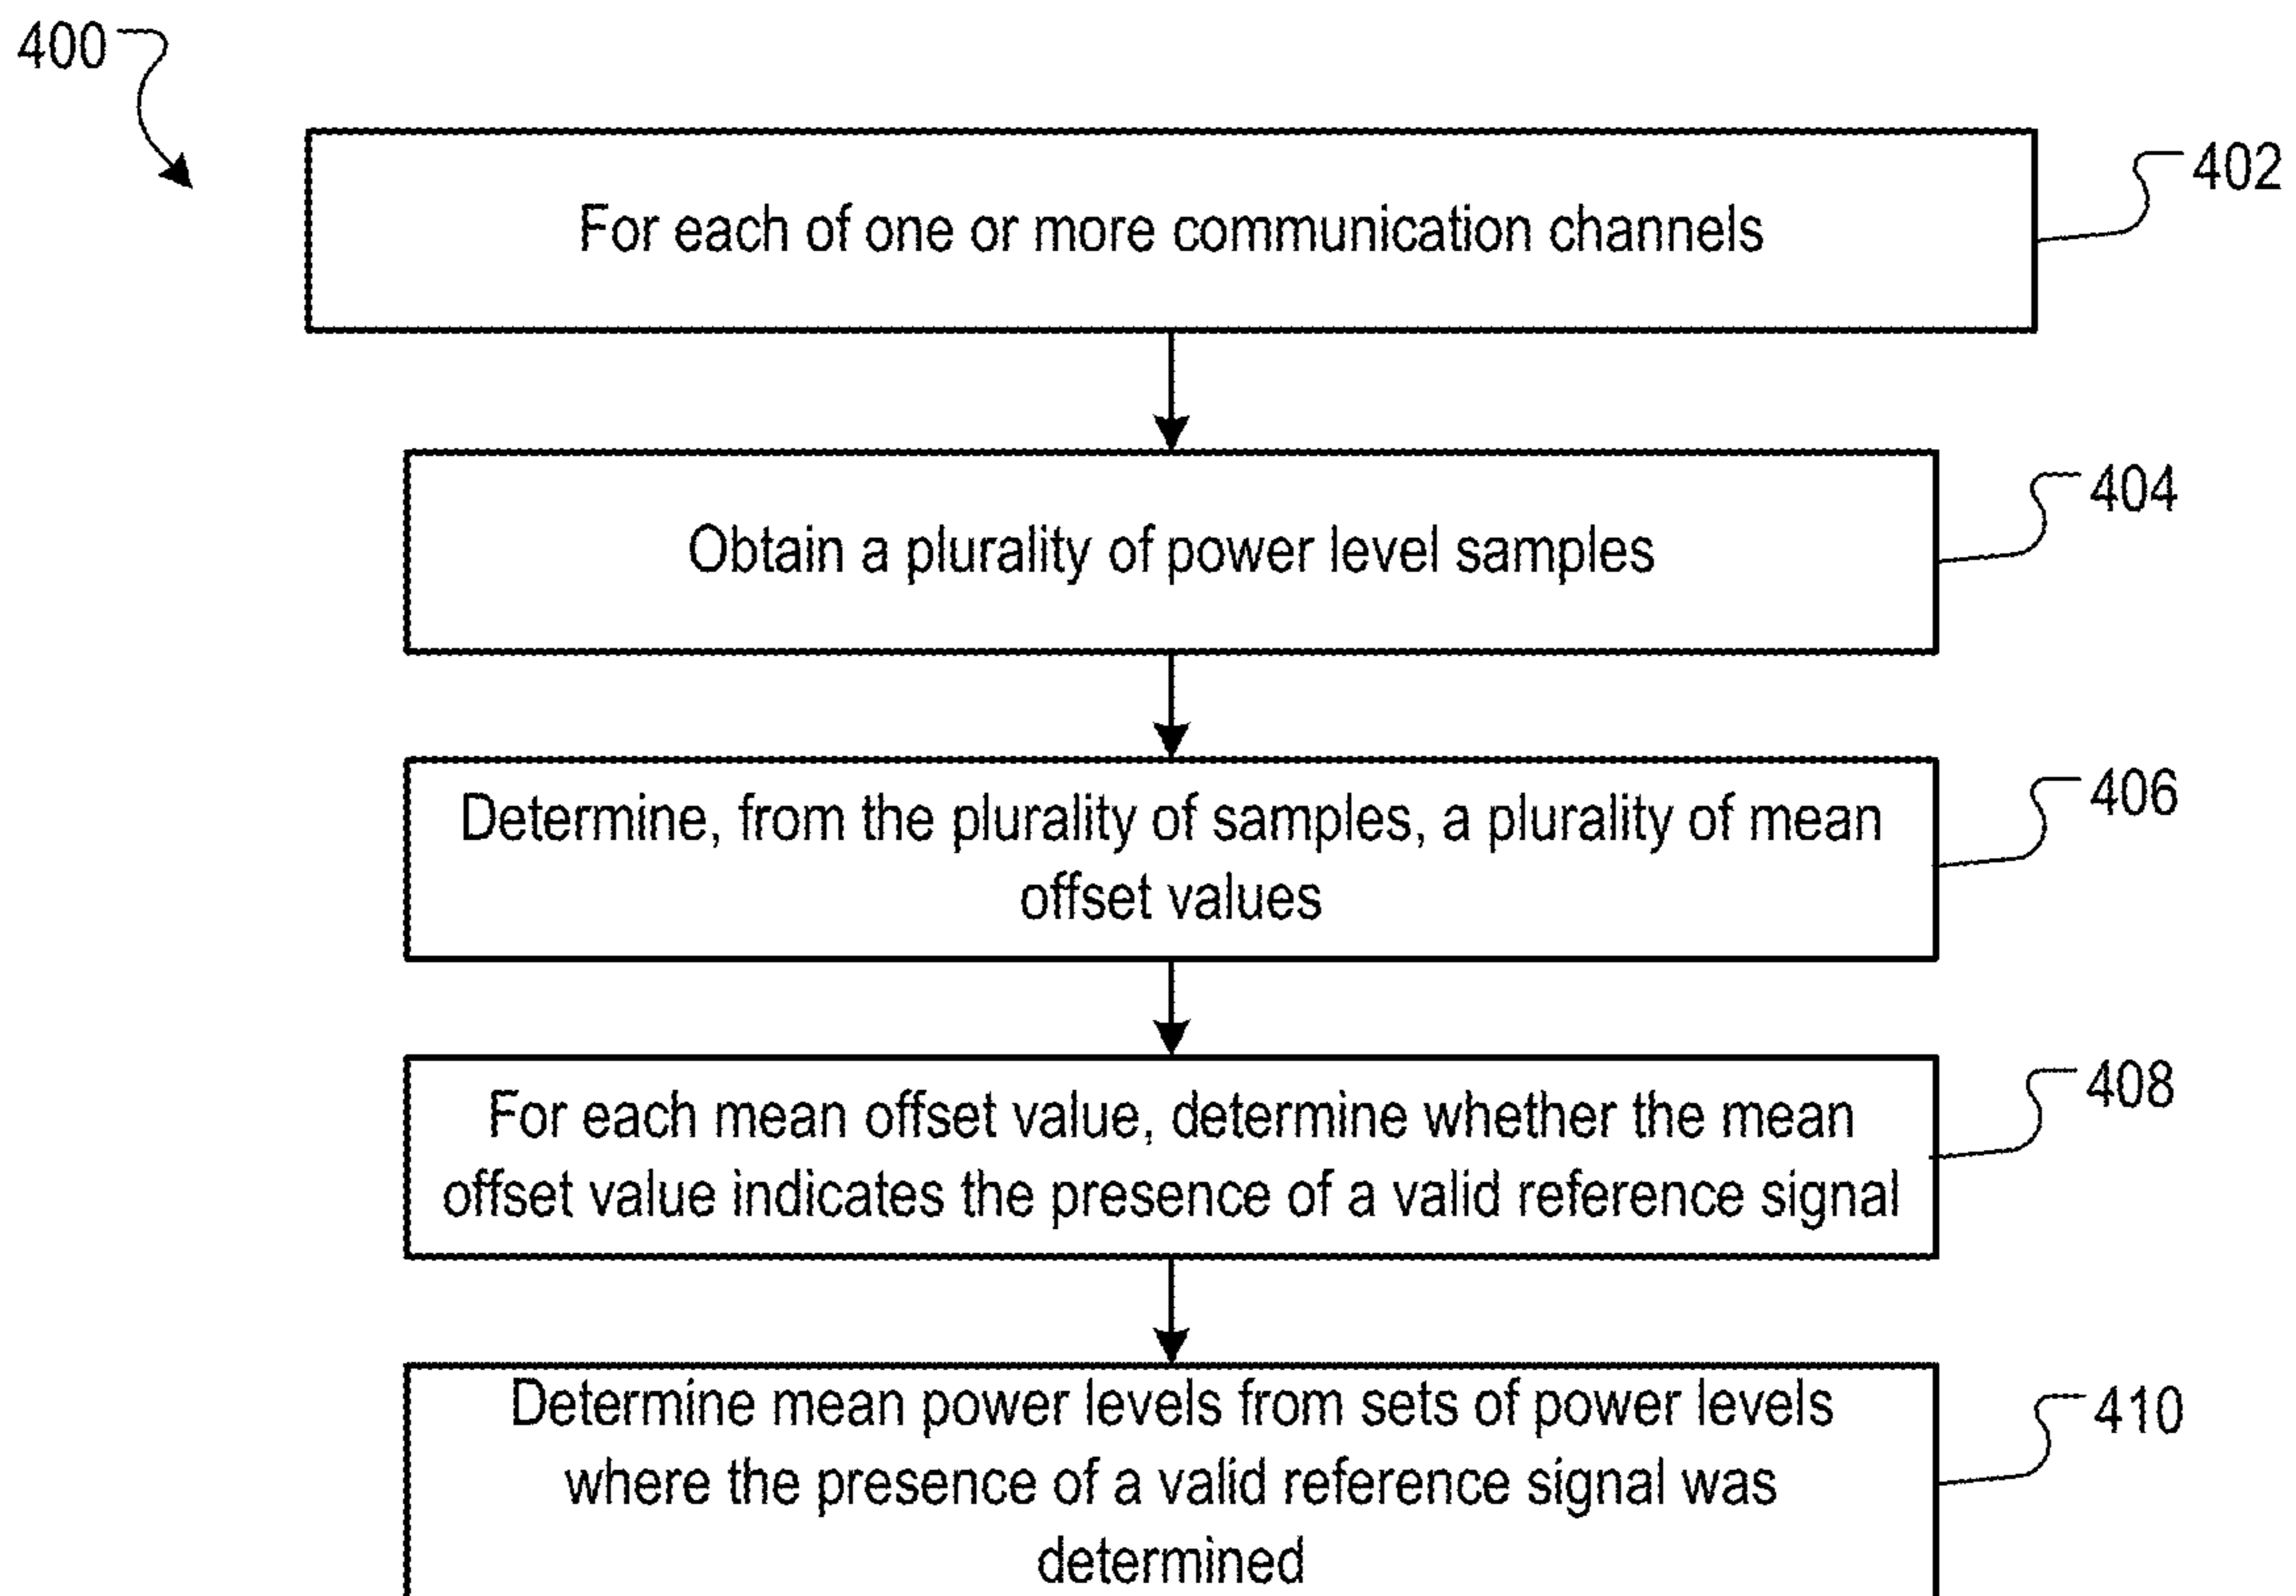 400
For each of one or more communication channels
402
Obtain a plurality of power level samples
404
Determine, from the plurality of samples, a plurality of mean
offset values
406
For each mean offset value, determine whether the mean
offset value indicates the presence of a valid reference signal
408
Determine mean power levels from sets of power levels
where the presence of a valid reference signal was
determined
410